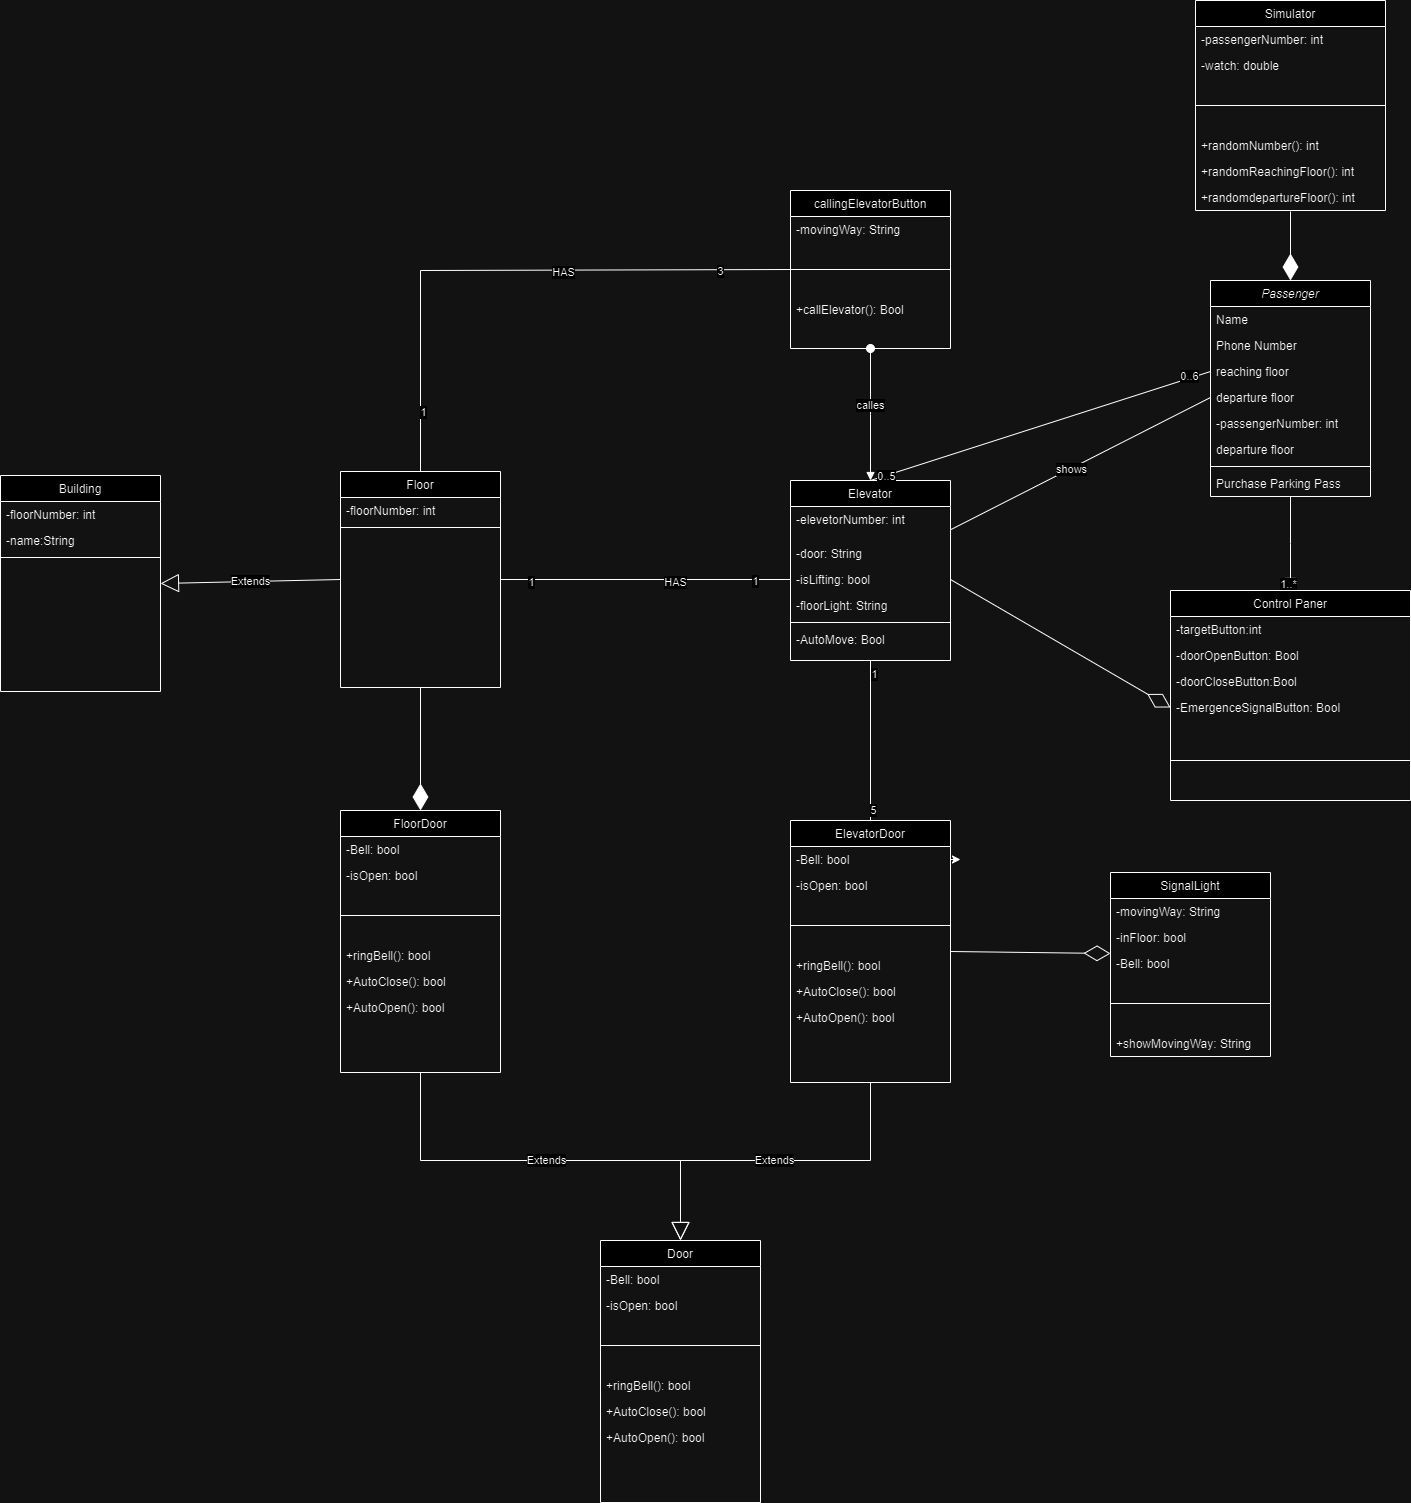 Simulator
-passengerNumber: int
-watch: double
+randomNumber(): int
+randomReachingFloor(): int
+randomdepartureFloor(): int
callingElevatorButton
-movingWay: String
+callElevator(): Bool
HAS
3
1
calles
Passenger
Name
Phone Number
reaching floor
departure floor
-passengerNumber: int
departure floor
Purchase Parking Pass
0..6
0..5
shows
Building
-floorNumber: int
-name:String
Extends
Floor
-floorNumber: int
1
HAS
1
Elevator
-elevetorNumber: int
-door: String
-isLifting: bool
-floorLight: String
-AutoMove: Bool
1
5
1..*
Control Paner
-targetButton:int
-doorOpenButton: Bool
-doorCloseButton:Bool
-EmergenceSignalButton: Bool
FloorDoor
-Bell: bool
-isOpen: bool
+ringBell(): bool
+AutoClose(): bool
+AutoOpen(): bool
ElevatorDoor
-Bell: bool
-isOpen: bool
+ringBell(): bool
+AutoClose(): bool
+AutoOpen(): bool
SignalLight
-movingWay: String
-inFloor: bool
-Bell: bool
+showMovingWay: String
Extends
Extends
Door
-Bell: bool
-isOpen: bool
+ringBell(): bool
+AutoClose(): bool
+AutoOpen(): bool